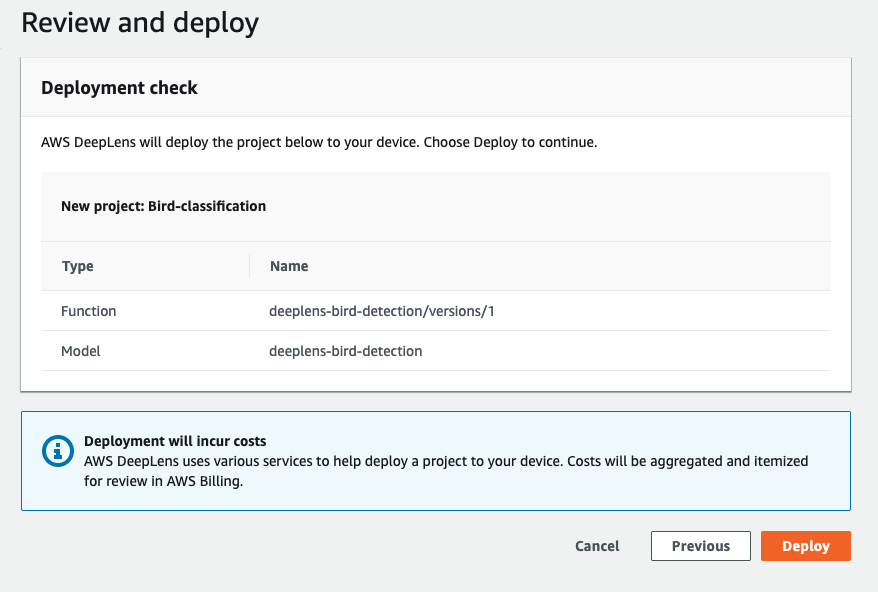 Review and deploy
Deployment check
AWS DeepLens will deploy the project below to your device. Choose Deploy to continue.
New project: Bird-classification
Type Name
Function deeplens-bird-detection/versions/1
Model deeplens-bird-detection
Deployment will incur costs
AWS DeepLens uses various services to help deploy a project to your device. Costs will be aggregated and itemized
for review in AWS Billing.
Cancel Previous Deploy